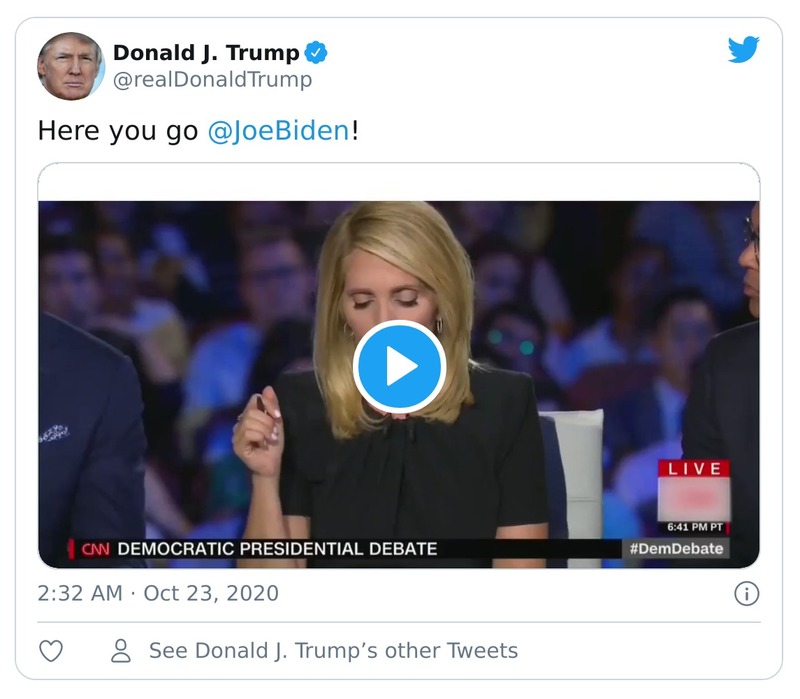 Donald J. Trump
@realDonaldTrump
Here you go @JoeBiden!
LIVE
6:41 PM PT
CNN DEMOCRATIC PRESIDENTIAL DEBATE
#DemDebate
2:32 AM · Oct 23, 2020
See Donald J. Trump’s other Tweets